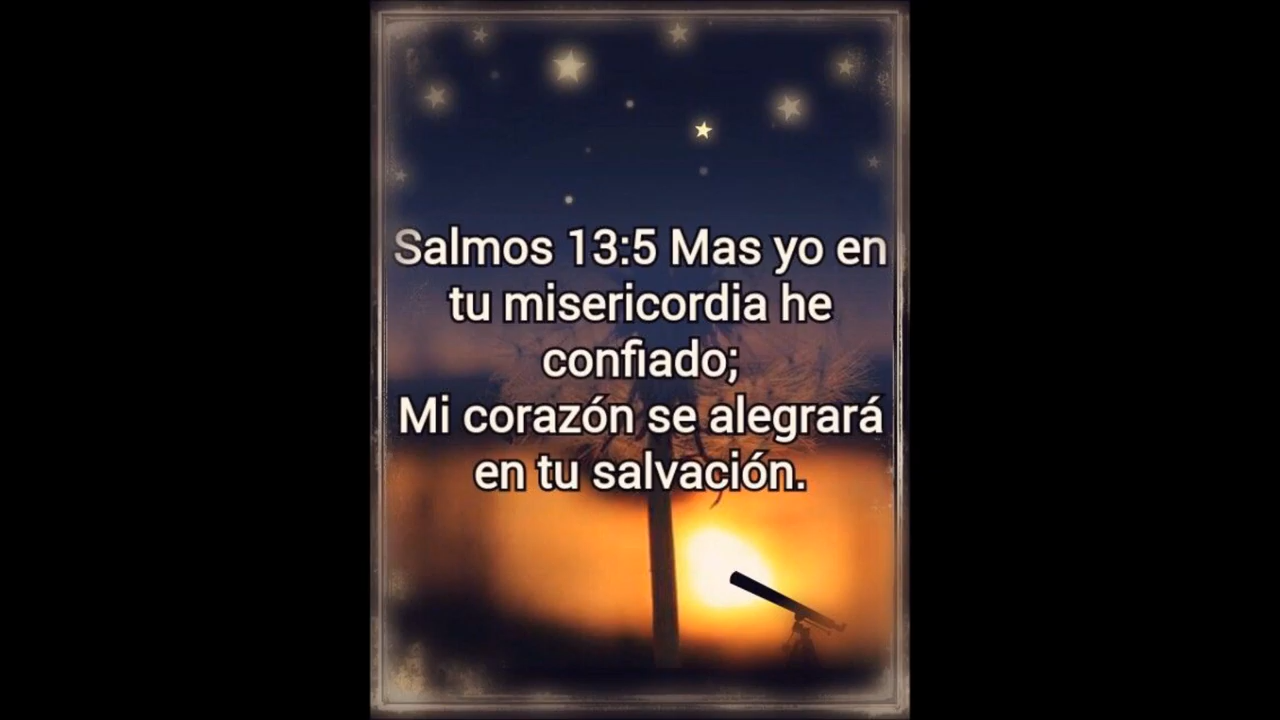 Salmos 13:5 Mas yo en
tu misericordia he
confiado;
Mi corazón se alegrará
en tu salvación.